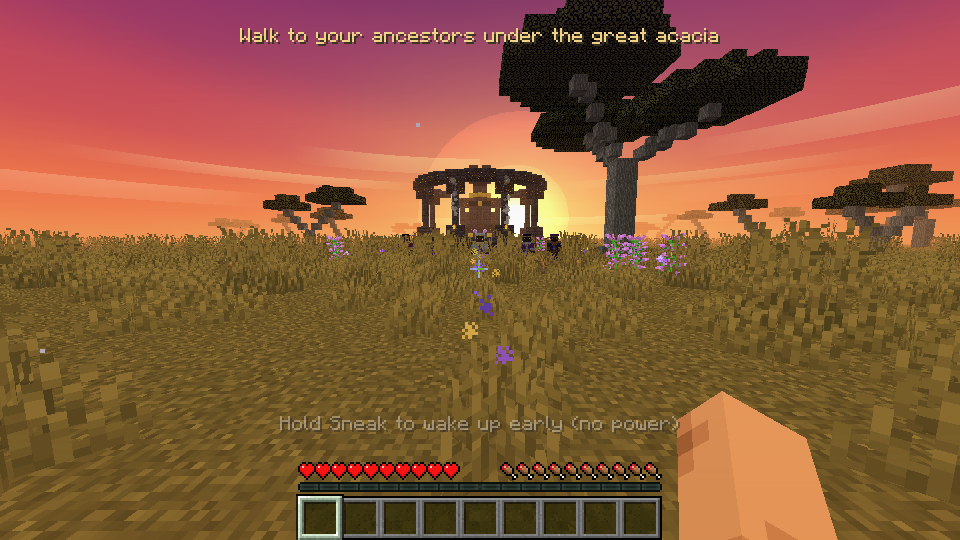 Walk to your ancestors under the great acacia
Hold Sneak to wake up early (no power)